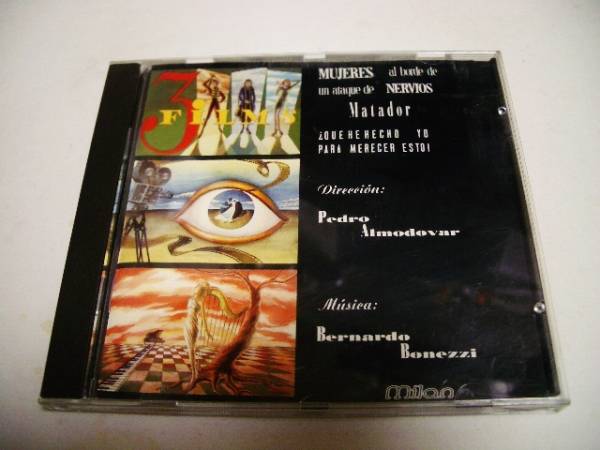 3
FILMS
MUJERES al borde de
un ataque de NERVIOS
Matador
¿QUE HE HECHO YO
PARA MERECER ESTO!
Dirección:
Pedro
Almodovar
Música:
Bernardo
Bonezzi
milan